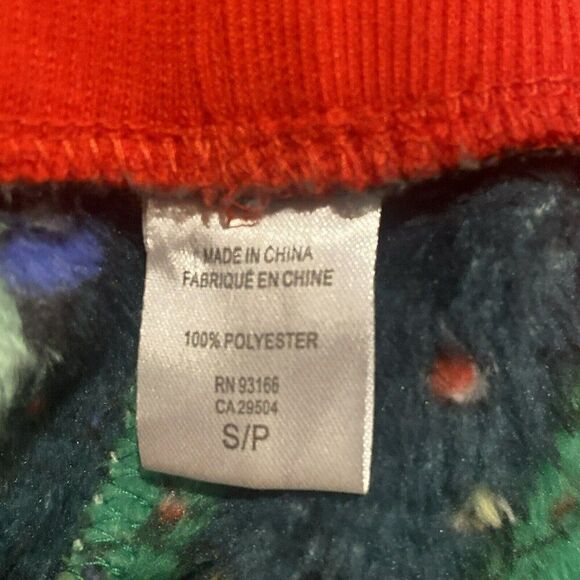 MADE IN CHINA
FABRIQUÉ EN CHINE
100% POLYESTER
RN 93166
CA 29504
S/P